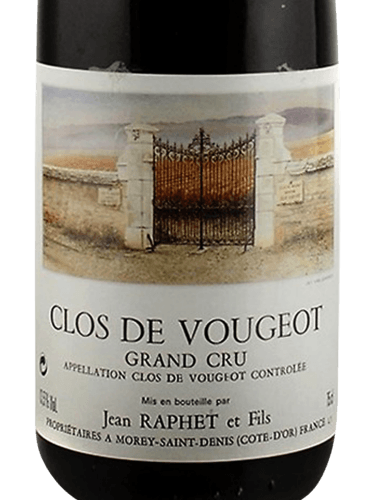 CLOS DE VOUGEOT
GRAND CRU
APPELLATION CLOS DE VOUGEOT CONTROLÉE
Mis en bouteille par
Jean RAPHET et Fils
PROPRIÉTAIRES A MOREY-SAINT-DENIS (COTE-D'OR) FRANCE